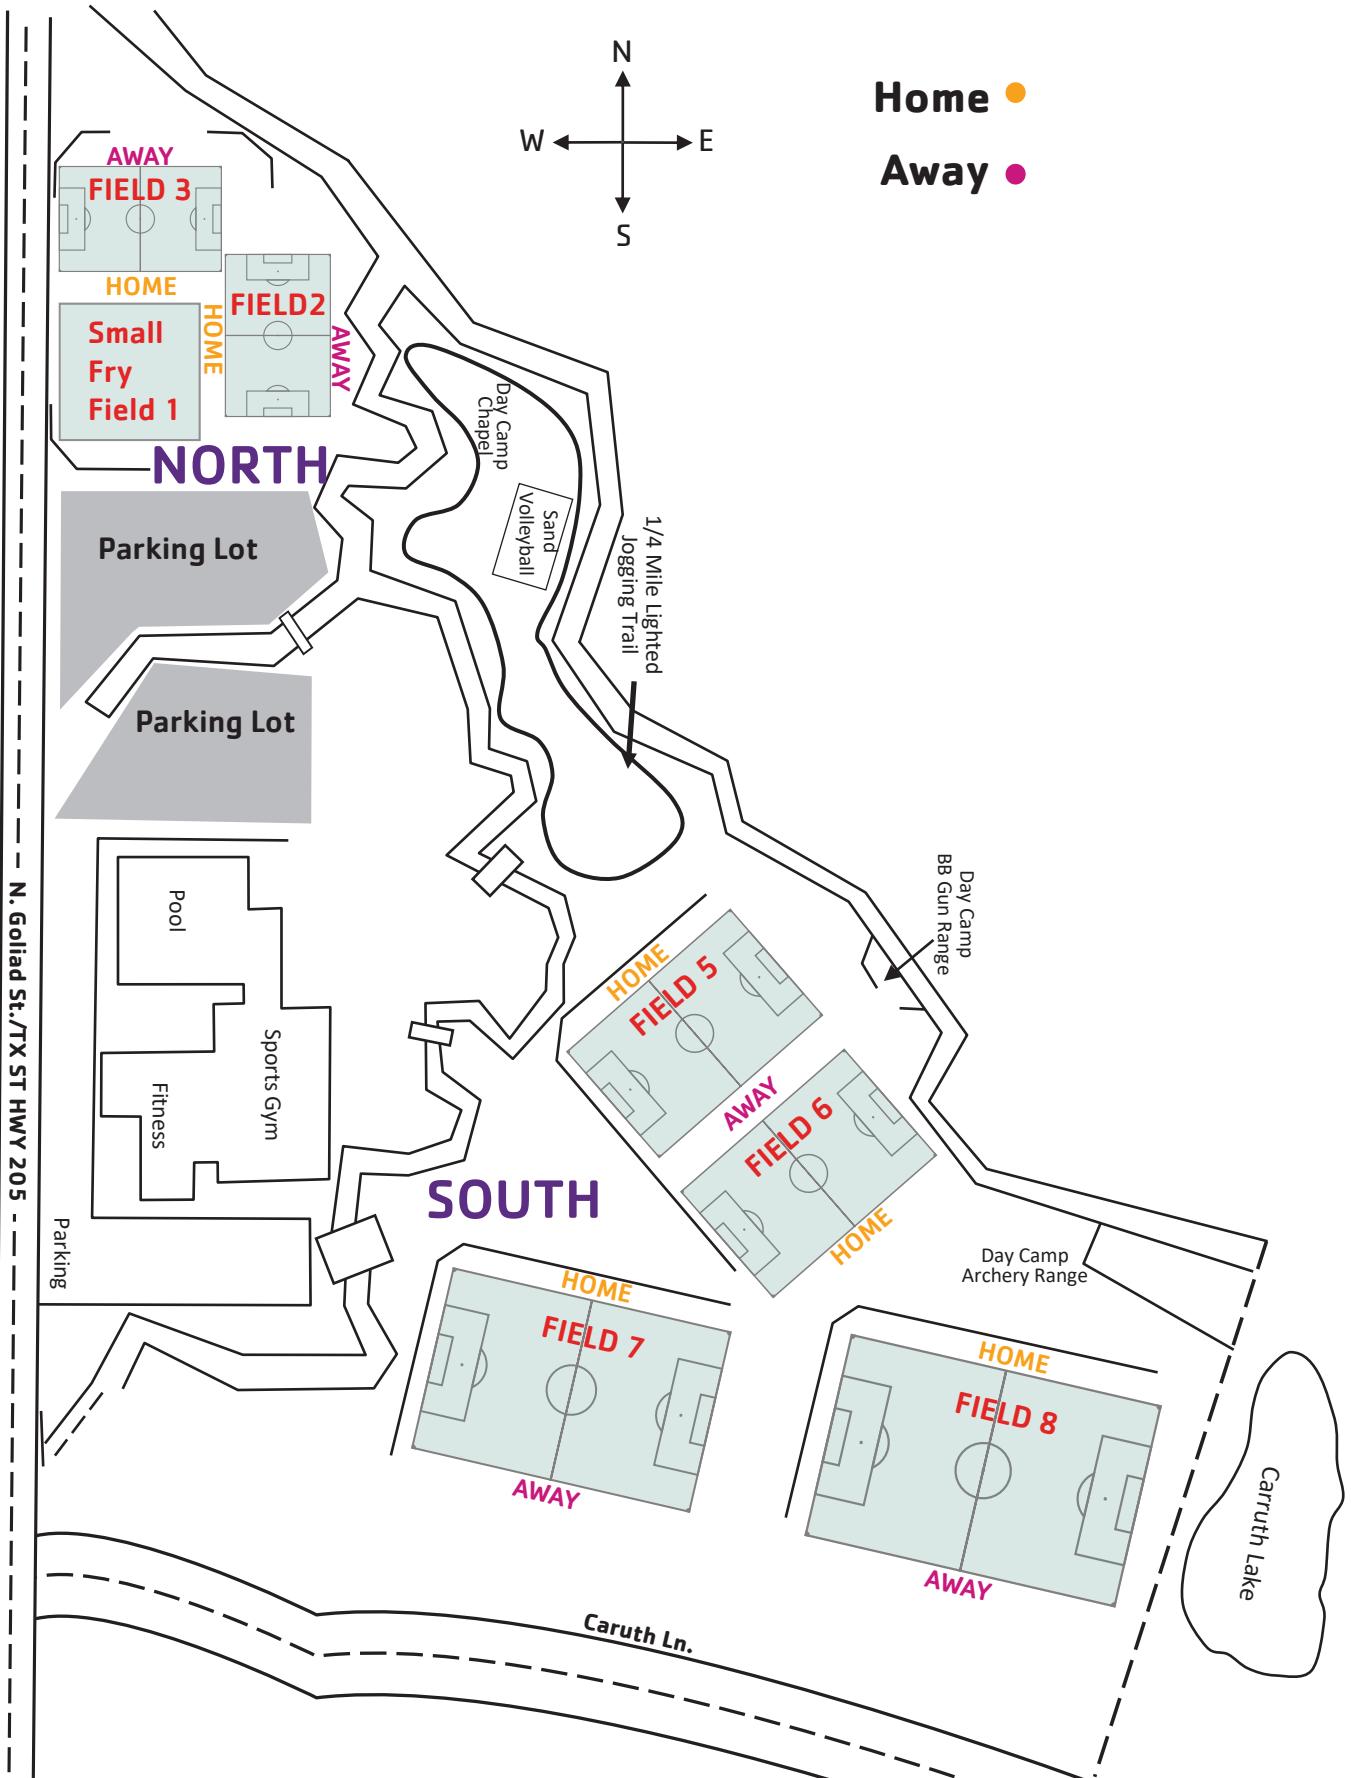 N
W
E
S
Home
Away
AWAY
FIELD 3
HOME
FIELD2
HOME
AWAY
Small
Fry
Field 1
NORTH
Day Camp
Chapel
Sand
Volleyball
1/4 Mile Lighted
Jogging Trail
Parking Lot
Parking Lot
N. Goliad St./TX ST HWY 205
Pool
Sports Gym
Fitness
Parking
Day Camp
BB Gun Range
HOME
FIELD 5
AWAY
FIELD 6
HOME
SOUTH
Day Camp
Archery Range
HOME
FIELD 7
AWAY
HOME
FIELD 8
AWAY
Carruth Lake
Caruth Ln.